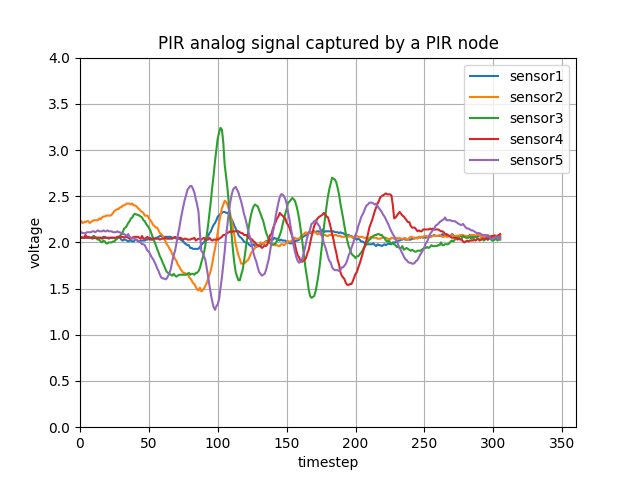 PIR analog signal captured by a PIR node
4.0
3.5
3.0
2.5
2.0
1.5
1.0
0.5
0.0
voltage
sensor1
sensor2
sensor3
sensor4
sensor5
0 50 100 150 200 250 300 350
timestep